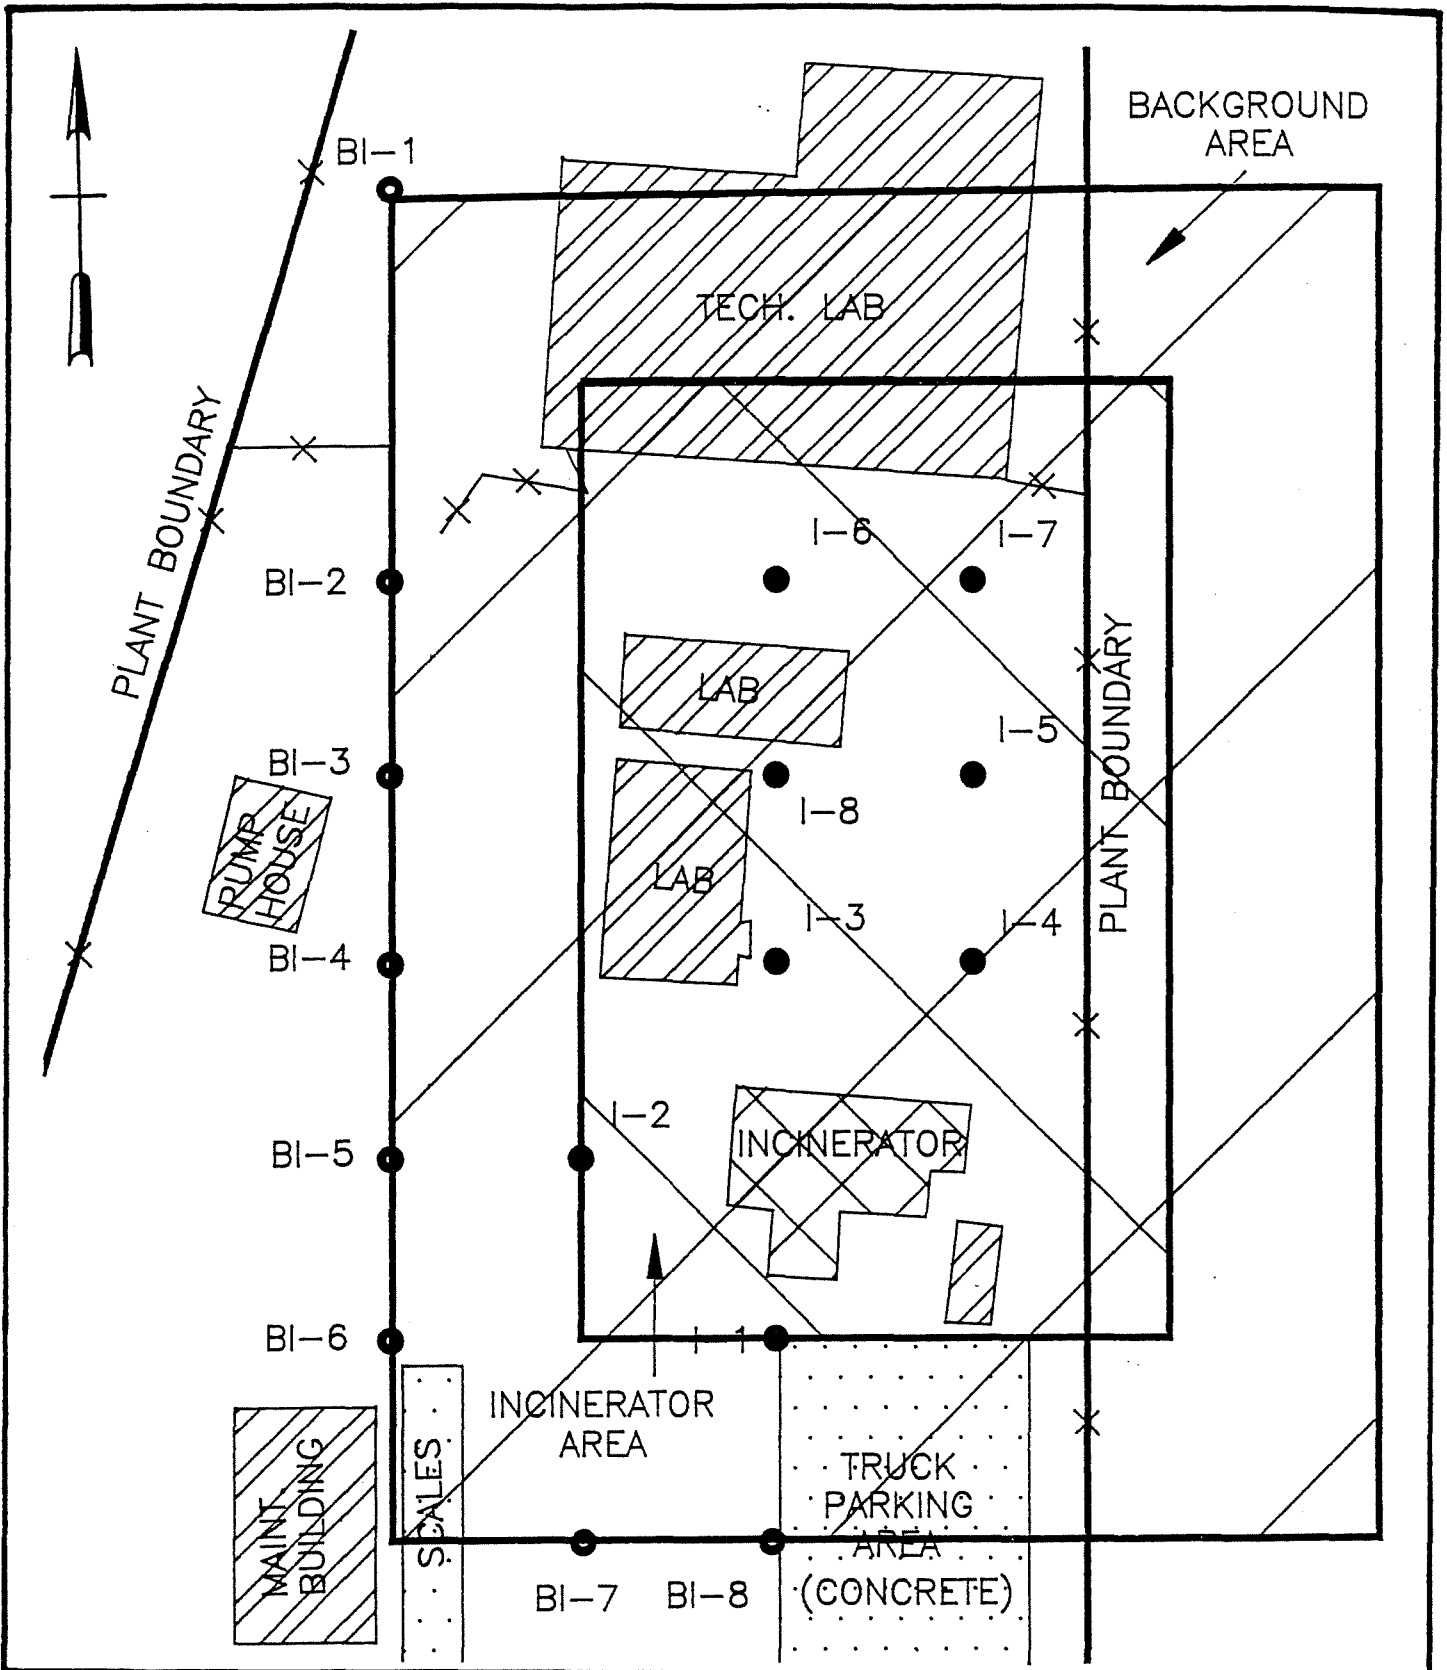 BACKGROUND
AREA
BI-1
TECH. LAB
PLANT BOUNDARY
I-6
I-7
BI-2
LAB
I-5
PLANT BOUNDARY
BI-3
I-8
PUMP
HOUSE
LAB
I-3
I-4
BI-4
I-2
INCINERATOR
BI-5
BI-6
I-1
INCINERATOR
AREA
MAINT.
BUILDING
SCALES
TRUCK
PARKING
AREA
(CONCRETE)
BI-7
BI-8